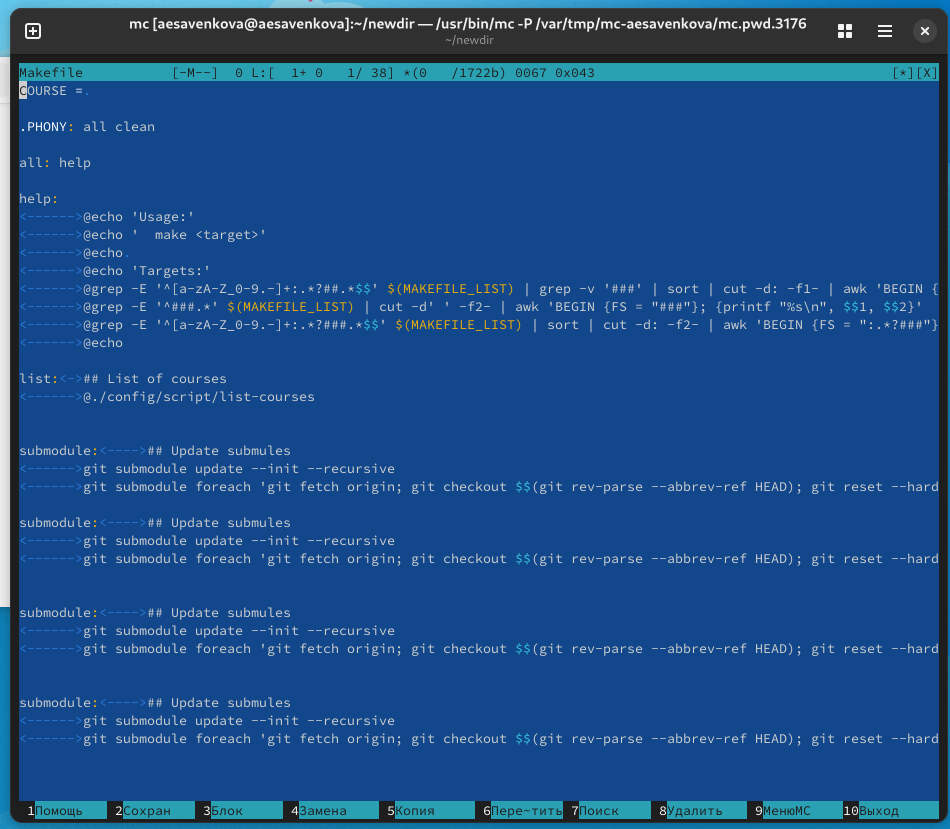 mc [aesavenkova@aesavenkova]:~/newdir — /usr/bin/mc -P /var/tmp/mc-aesavenkova/mc.pwd.3176
~/newdir
Makefile [-M--] 0 L:[ 1+ 0 1/ 38] *(0 /1722b) 0067 0x043 [*][X]
COURSE =.
.PHONY: all clean
all: help
help:
<------>@echo 'Usage:'
<------>@echo '  make <target>'
<------>@echo.
<------>@echo 'Targets:'
<------>@grep -E '^[a-zA-Z_0-9.-]+:.*?##.*$$' $(MAKEFILE_LIST) | grep -v '###' | sort | cut -d: -f1- | awk 'BEGIN {
<------>@grep -E '^###.*' $(MAKEFILE_LIST) | cut -d' ' -f2- | awk 'BEGIN {FS = "###"}; {printf "%s\n", $$1, $$2}'
<------>@grep -E '^[a-zA-Z_0-9.-]+:.*?###.*$$' $(MAKEFILE_LIST) | sort | cut -d: -f2- | awk 'BEGIN {FS = ":.*?###"}
<------>@echo
list:<->## List of courses
<------>@./config/script/list-courses
submodule:<---->## Update submules
<------>git submodule update --init --recursive
<------>git submodule foreach 'git fetch origin; git checkout $$(git rev-parse --abbrev-ref HEAD); git reset --hard
submodule:<---->## Update submules
<------>git submodule update --init --recursive
<------>git submodule foreach 'git fetch origin; git checkout $$(git rev-parse --abbrev-ref HEAD); git reset --hard
submodule:<---->## Update submules
<------>git submodule update --init --recursive
<------>git submodule foreach 'git fetch origin; git checkout $$(git rev-parse --abbrev-ref HEAD); git reset --hard
submodule:<---->## Update submules
<------>git submodule update --init --recursive
<------>git submodule foreach 'git fetch origin; git checkout $$(git rev-parse --abbrev-ref HEAD); git reset --hard
1Помощь 2Сохран 3Блок 4Замена 5Копия 6Пере~тить 7Поиск 8Удалить 9МенюМС 10Выход